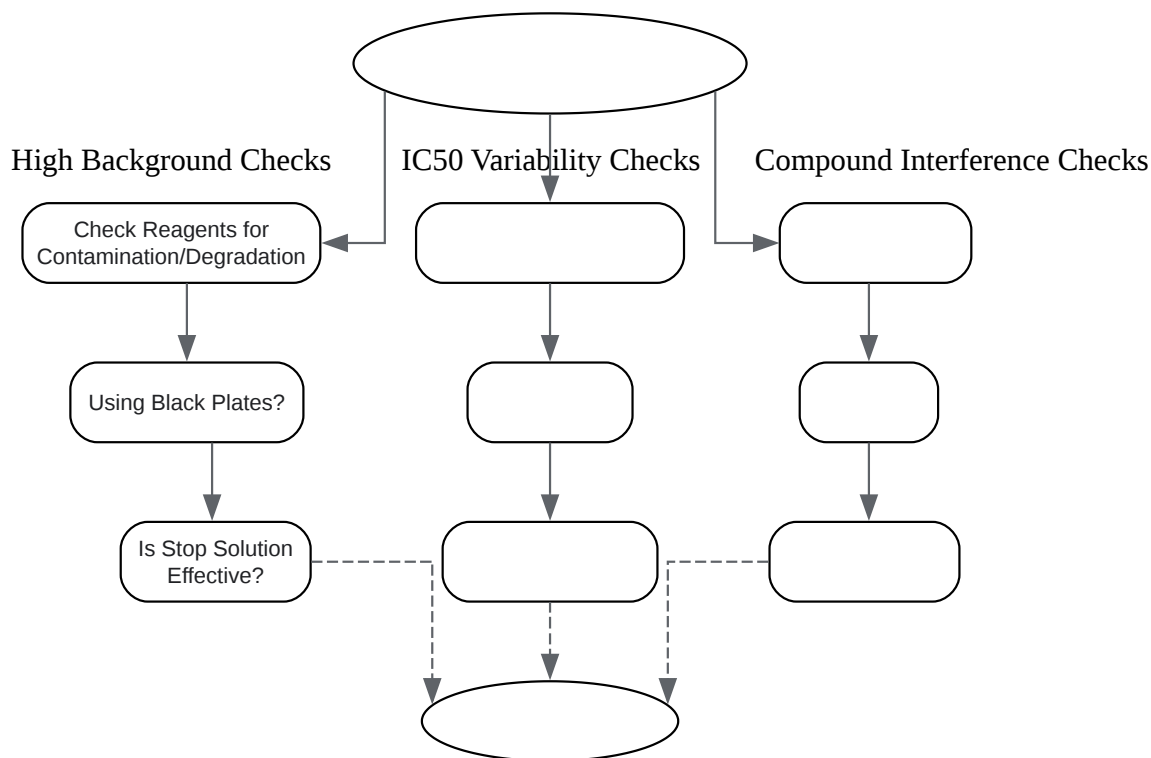 High Background Checks
IC50 Variability Checks
Compound Interference Checks
Check Reagents for
Contamination/Degradation
Using Black Plates?
Is Stop Solution
Effective?